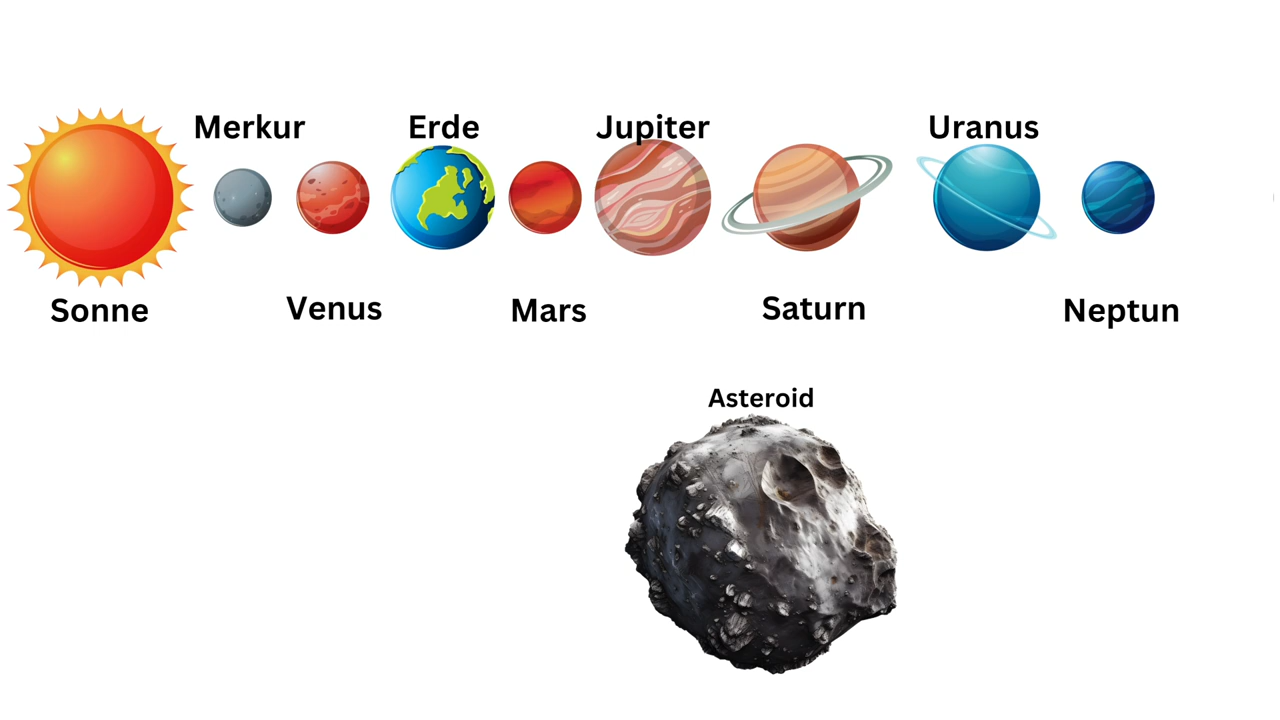 Merkur
Erde
Jupiter
Uranus
Sonne
Venus
Mars
Saturn
Neptun
Asteroid